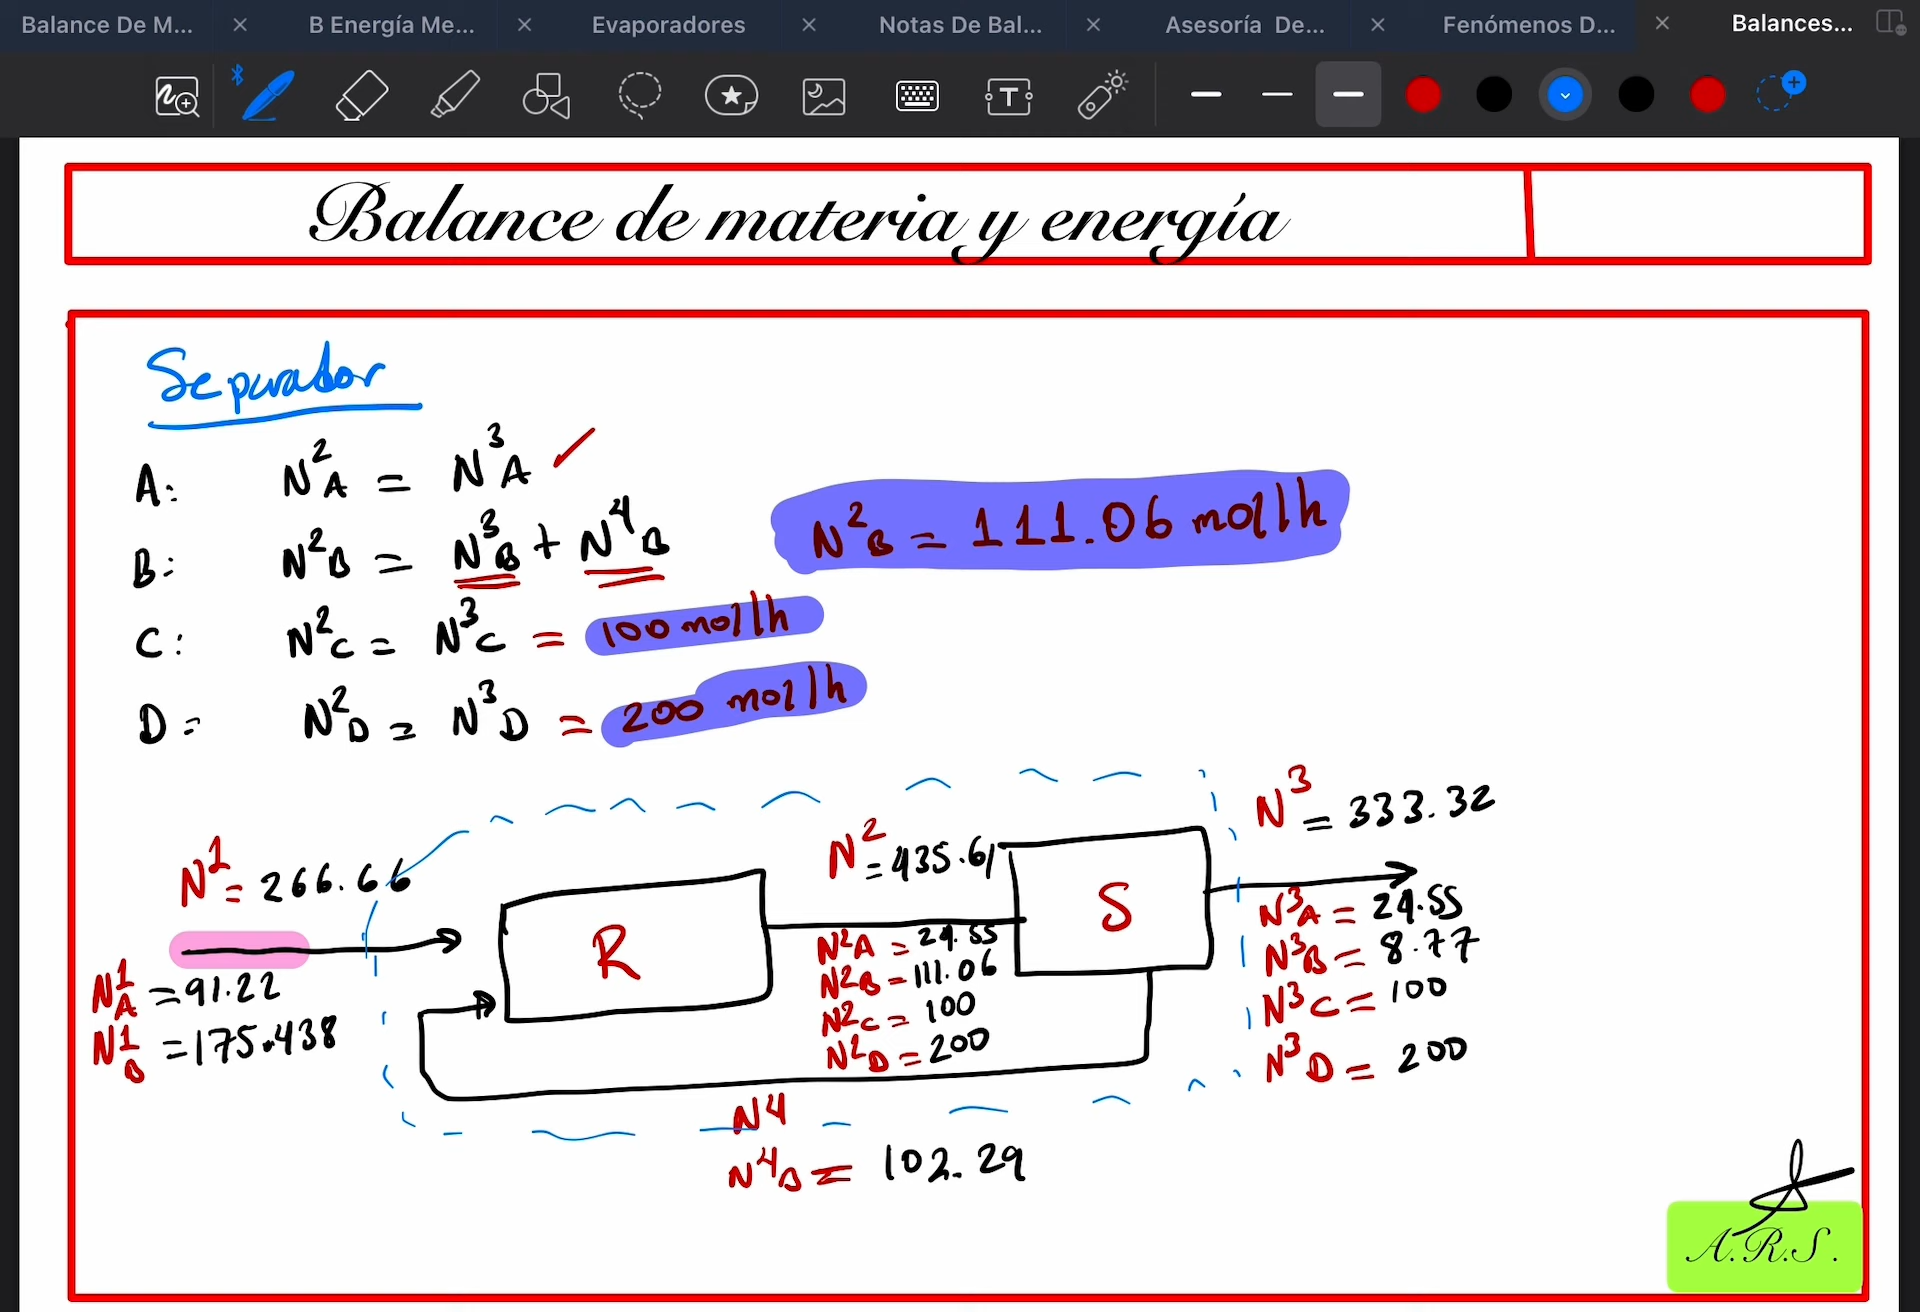 Balance De M...
B Energía Me...
Evaporadores
Notas De Bal...
Asesoría De...
Fenómenos D...
Balances...
Balance de materia y energía
Separador
A: N²A = N³A ✓
B: N²B = N³B + N⁴B
N²B = 111.06 mol/h
C: N²C = N³C = 100 mol/h
D= N²D = N³D = 200 mol/h
N¹ = 266.66
N¹A = 91.22
N¹B = 175.438
R
N² = 435.61
N²A = 24.55
N²B = 111.06
N²C = 100
N²D = 200
S
N³ = 333.32
N³A = 24.55
N³B = 8.77
N³C = 100
N³D = 200
N4
N⁴B = 102.29
A.R.S.